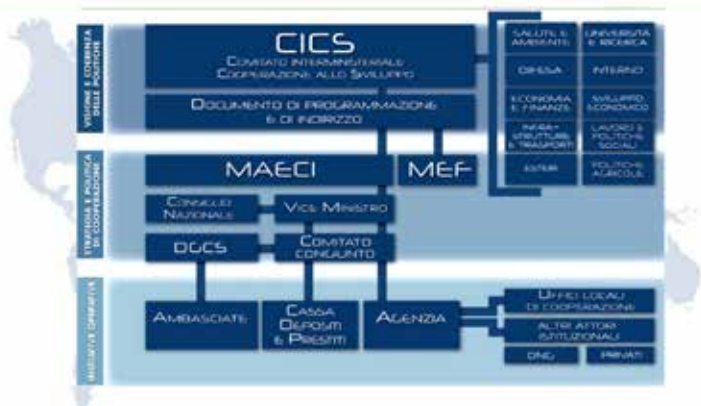 VISIONE E COERENZA
DELLE POLITICHE
CICS
COMITATO INTERMINISTERIALE
COOPERAZIONE ALLO SVILUPPO
DOCUMENTO DI PROGRAMMAZIONE
E DI INDIRIZZO
SALUTE E
AMBIENTE
UNIVERSITÀ
E RICERCA
DIFESA
INTERNO
ECONOMIA
E FINANZE
SVILUPPO
ECONOMICO
INFRA-
STRUTTURE
E TRASPORTI
LAVORO E
POLITICHE
SOCIALI
ESTERI
POLITICHE
AGRICOLE
STRATEGIA E POLITICA
DI COOPERAZIONE
MAECI
MEF
CONSIGLIO
NAZIONALE
VICE MINISTRO
DGCS
COMITATO
CONGIUNTO
INIZIATIVE OPERATIVE
AMBASCIATE
CASSA
DEPOSITI
E PRESTITI
AGENZIA
UFFICI LOCALI
DI COOPERAZIONE
ALTRI ATTORI
ISTITUZIONALI
ONG
PRIVATI